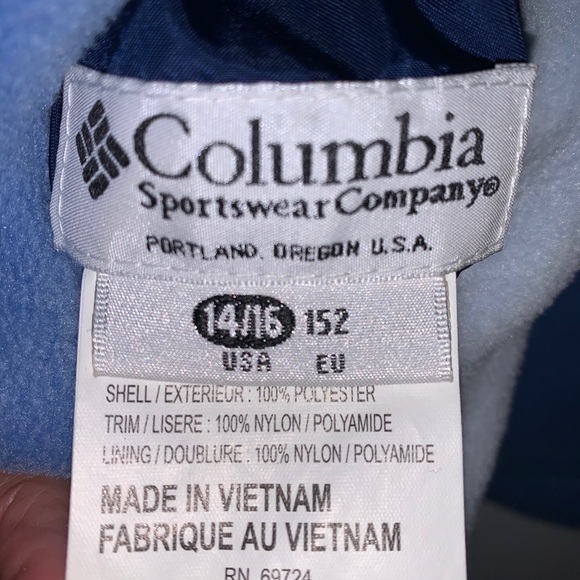 Columbia
Sportswear Company®
PORTLAND, OREGON U.S.A.
14/16 152
USA EU
SHELL / EXTERIEUR : 100% POLYESTER
TRIM / LISERE : 100% NYLON / POLYAMIDE
LINING / DOUBLURE : 100% NYLON / POLYAMIDE
MADE IN VIETNAM
FABRIQUE AU VIETNAM
RN 69724